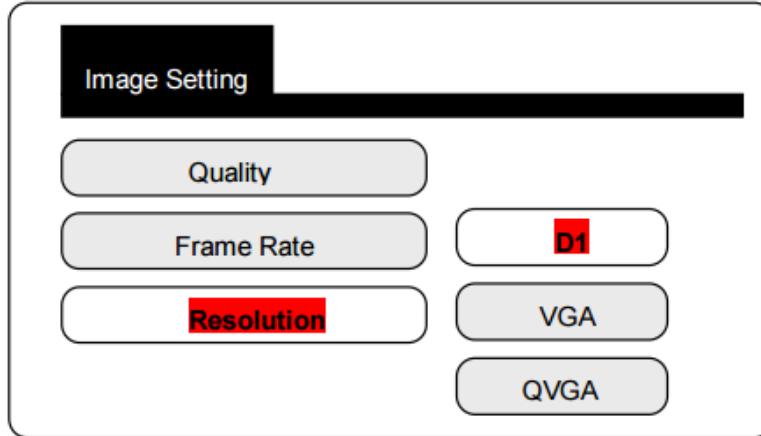 Image Setting
Quality
Frame Rate
Resolution
D1
VGA
QVGA